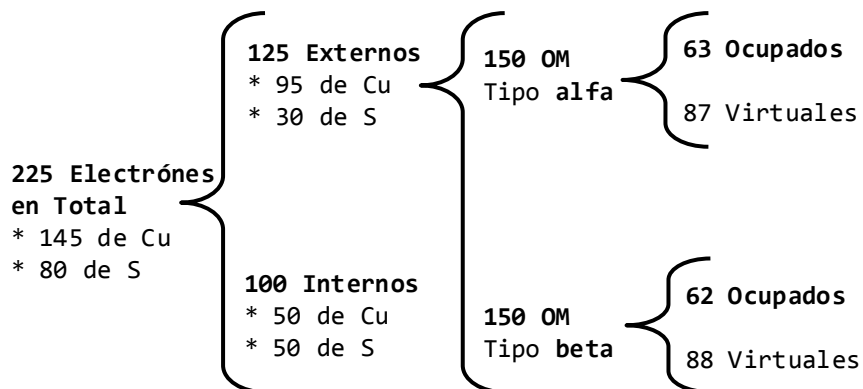 225 Electrónes
en Total
* 145 de Cu
* 80 de S
125 Externos
* 95 de Cu
* 30 de S
100 Internos
* 50 de Cu
* 50 de S
150 OM
Tipo alfa
63 Ocupados
87 Virtuales
150 OM
Tipo beta
62 Ocupados
88 Virtuales